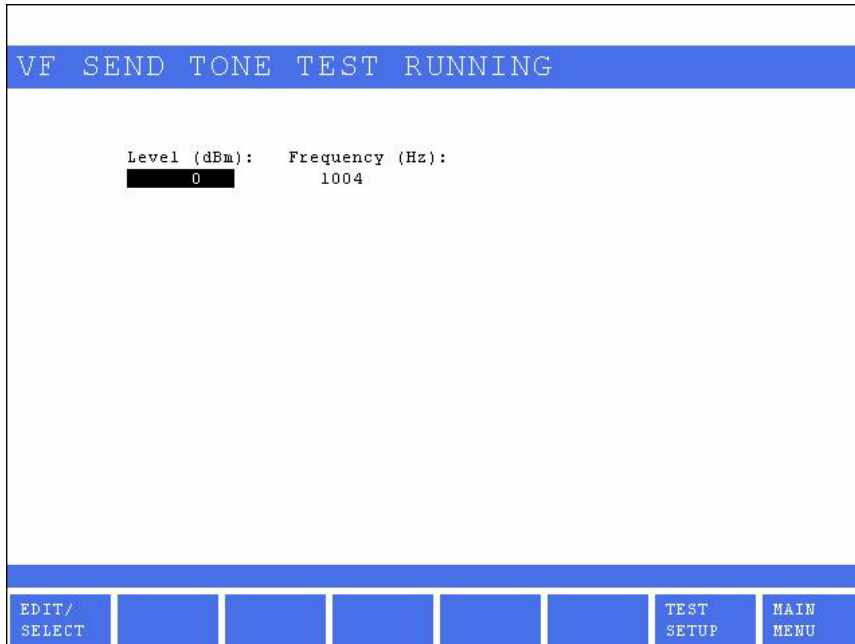 VF SEND TONE TEST RUNNING
Level (dBm): Frequency (Hz):
0 1004
EDIT/ TEST MAIN
SELECT SETUP MENU